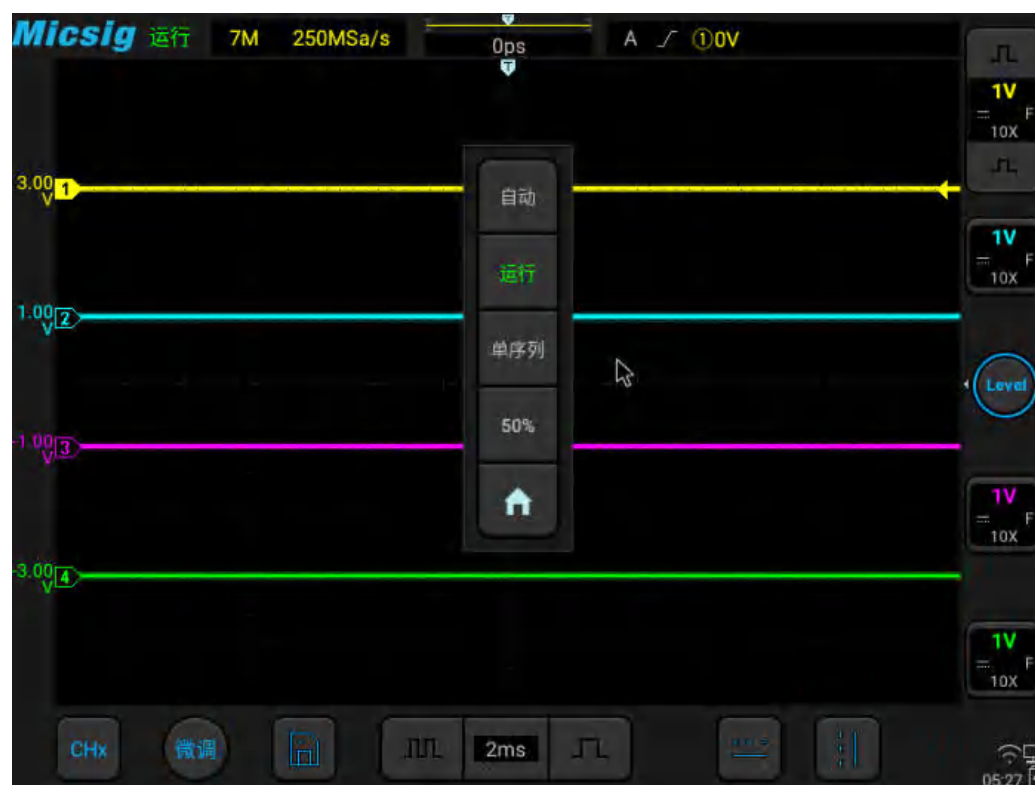 Micsig 运行 7M 250MSa/s 0ps A ①0V
T
T
1V
F
10X
3.00 V 1
自动
1V
F
10X
运行
1.00 V 2
单序列
Level
50%
-1.00 V 3
1V
F
10X
-3.00 V 4
1V
F
10X
CHx 微调 2ms
05:27